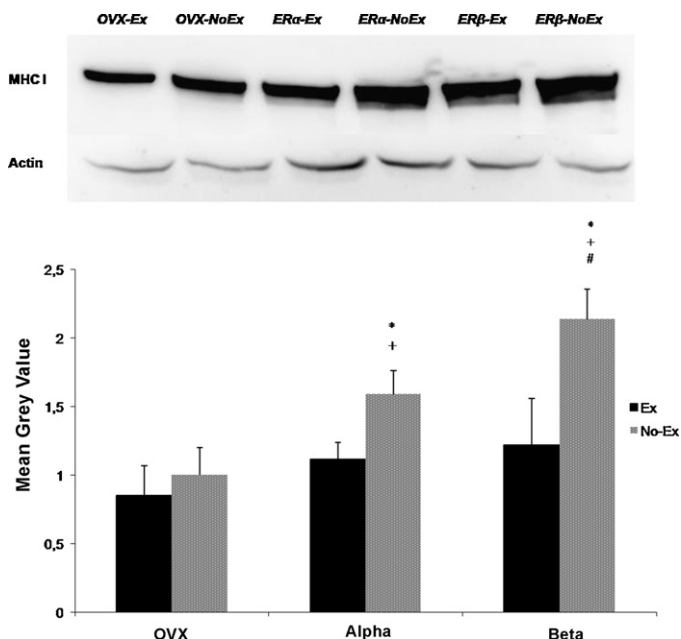 OVX-Ex OVX-NoEx ERα-Ex ERα-NoEx ERβ-Ex ERβ-NoEx
MHC I
Actin
*
+
#
*
+
2,5
2
1,5
1
0,5
0
Mean Grey Value
Ex
No-Ex
OVX Alpha Beta